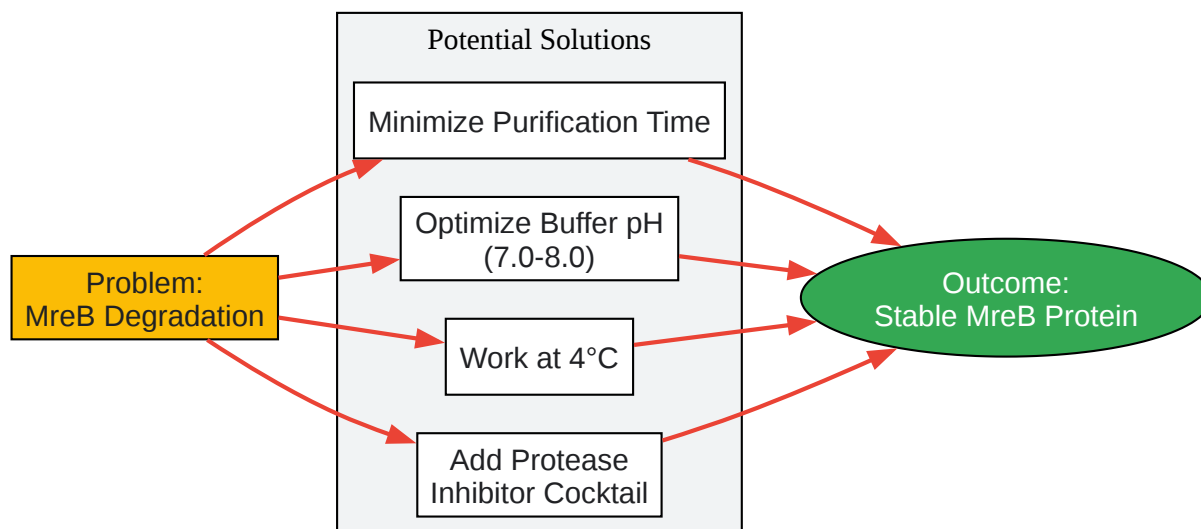 Potential Solutions
Minimize Purification Time
Optimize Buffer pH
(7.0-8.0)
Problem:
MreB Degradation
Outcome:
Stable MreB Protein
Work at 4°C
Add Protease
Inhibitor Cocktail